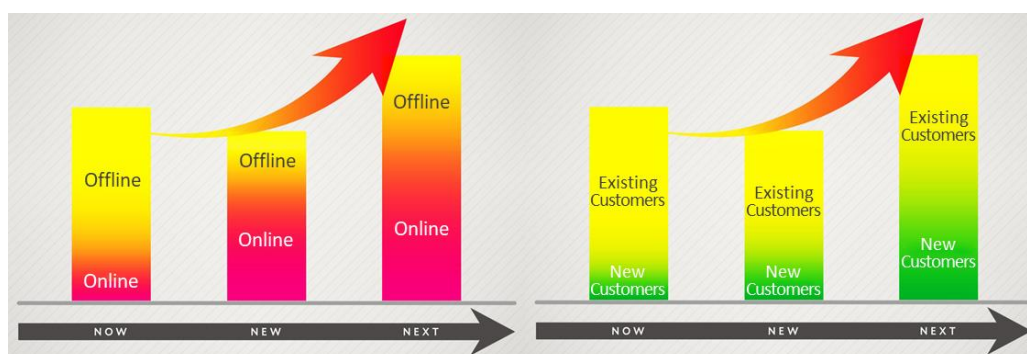 Offline
Online
Offline
Online
Offline
Online
NOW
NEW
NEXT
Existing
Customers
New
Customers
Existing
Customers
New
Customers
Existing
Customers
New
Customers
NOW
NEW
NEXT